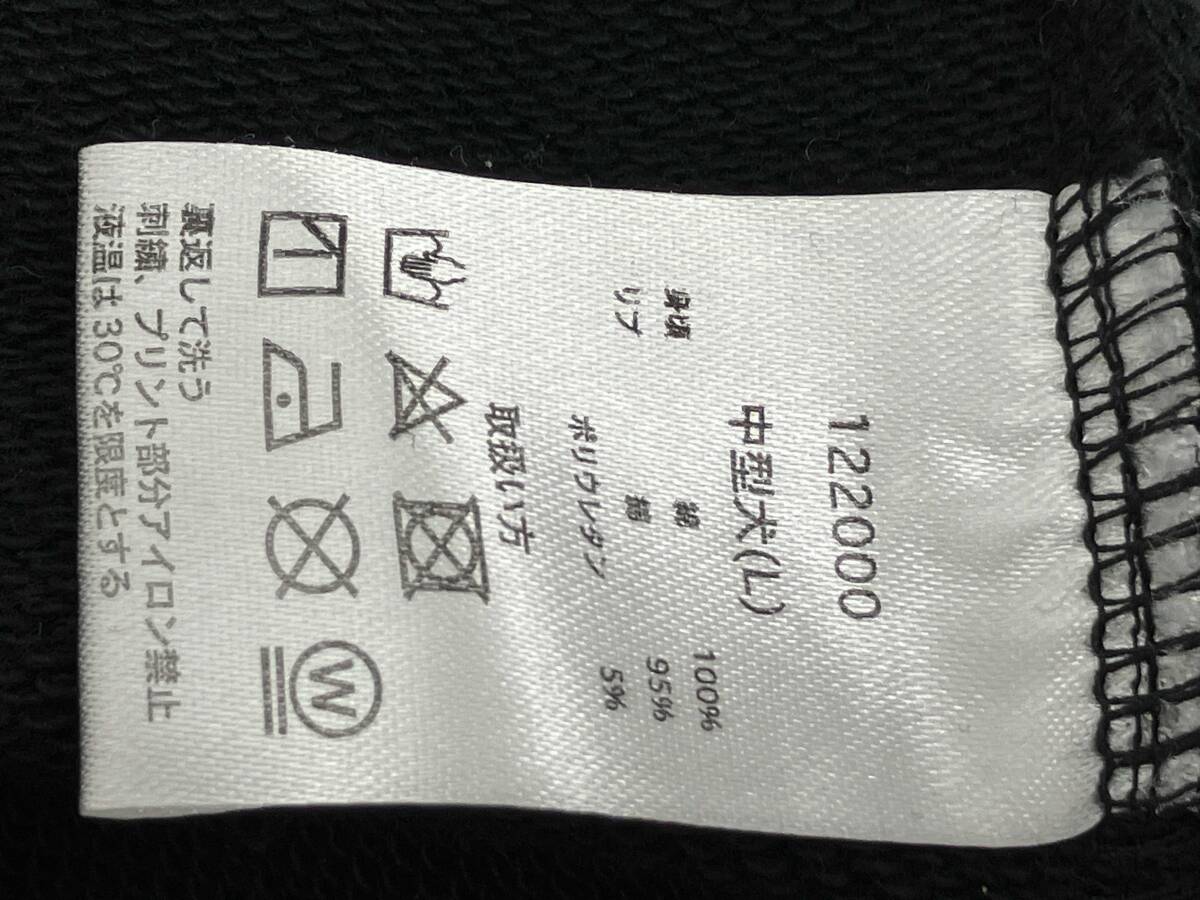 122000
中型犬(L)
身頃 綿 100%
リブ 綿 95%
ポリウレタン 5%
取扱い方
W
裏返して洗う
刺繍、プリント部分アイロン禁止
液温は30℃を限度とする